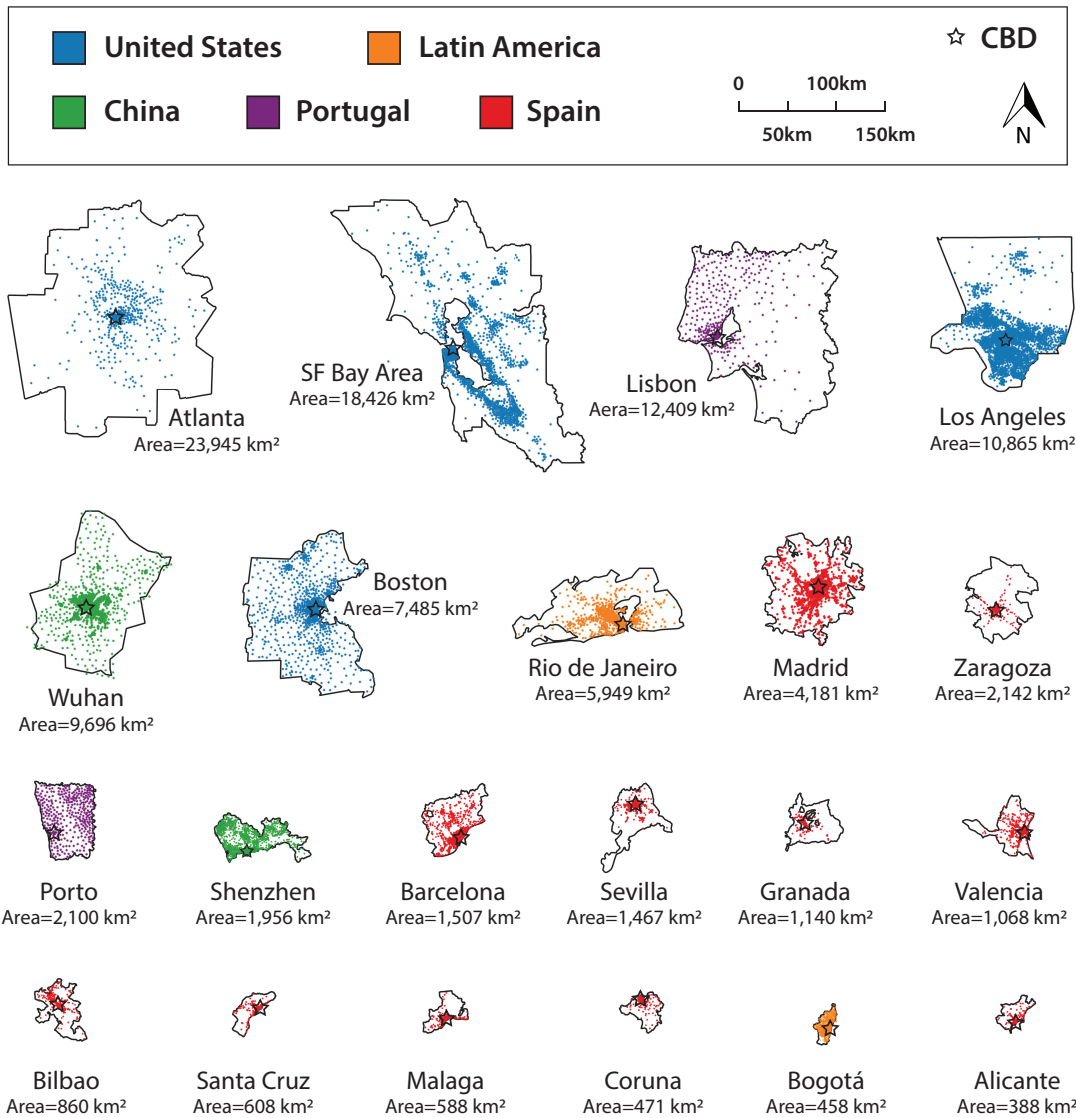 United States
Latin America
CBD
China
Portugal
Spain
0
100km
50km
150km
N
Atlanta
Area=23,945 km²
SF Bay Area
Area=18,426 km²
Lisbon
Aera=12,409 km²
Los Angeles
Area=10,865 km²
Wuhan
Area=9,696 km²
Boston
Area=7,485 km²
Rio de Janeiro
Area=5,949 km²
Madrid
Area=4,181 km²
Zaragoza
Area=2,142 km²
Porto
Area=2,100 km²
Shenzhen
Area=1,956 km²
Barcelona
Area=1,507 km²
Sevilla
Area=1,467 km²
Granada
Area=1,140 km²
Valencia
Area=1,068 km²
Bilbao
Area=860 km²
Santa Cruz
Area=608 km²
Malaga
Area=588 km²
Coruna
Area=471 km²
Bogotá
Area=458 km²
Alicante
Area=388 km²